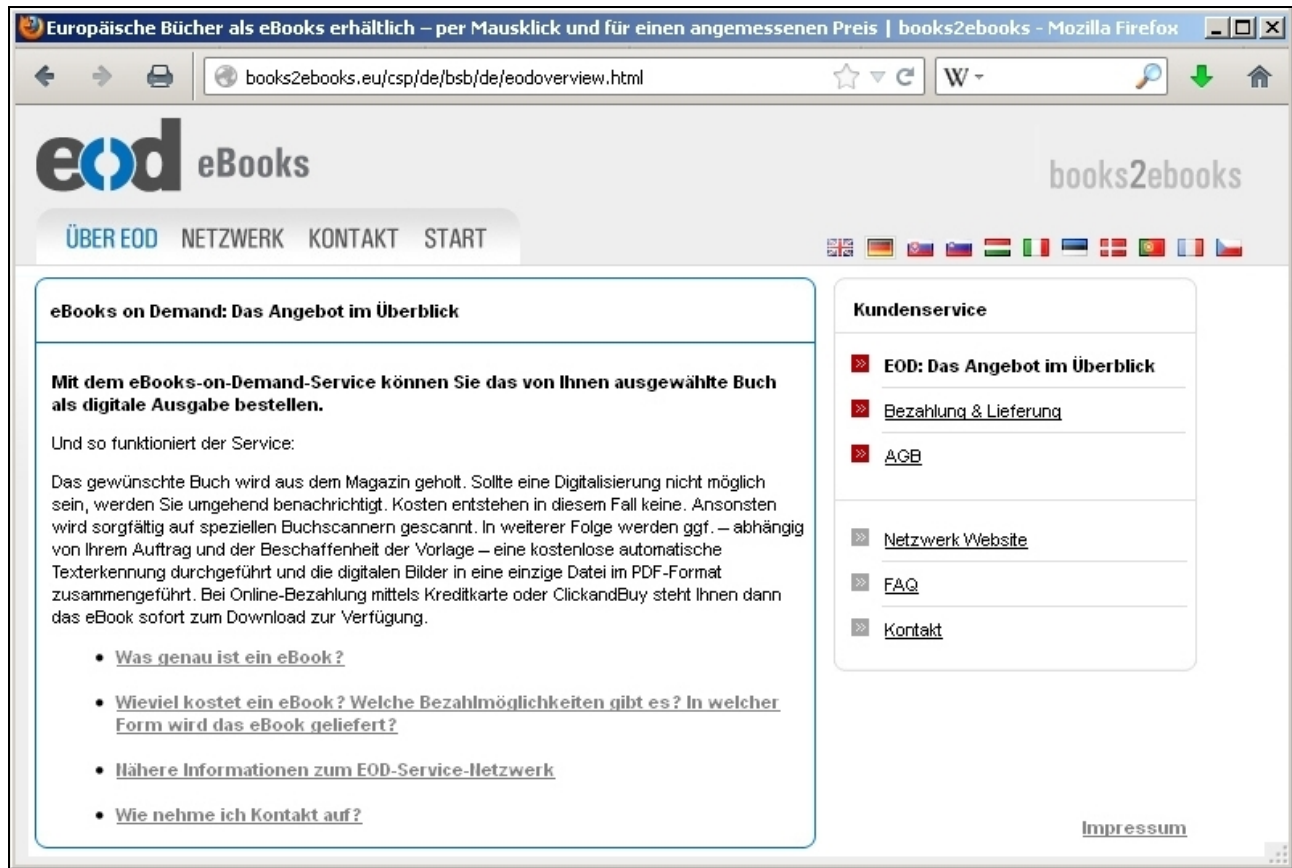 Europäische Bücher als eBooks erhältlich – per Mausklick und für einen angemessenen Preis | books2ebooks - Mozilla Firefox
books2ebooks.eu/csp/de/bsb/de/eodoverview.html
W
eod eBooks
books2ebooks
ÜBER EOD NETZWERK KONTAKT START
eBooks on Demand: Das Angebot im Überblick
Mit dem eBooks-on-Demand-Service können Sie das von Ihnen ausgewählte Buch
als digitale Ausgabe bestellen.
Und so funktioniert der Service:
Das gewünschte Buch wird aus dem Magazin geholt. Sollte eine Digitalisierung nicht möglich
sein, werden Sie umgehend benachrichtigt. Kosten entstehen in diesem Fall keine. Ansonsten
wird sorgfältig auf speziellen Buchscannern gescannt. In weiterer Folge werden ggf. – abhängig
von Ihrem Auftrag und der Beschaffenheit der Vorlage – eine kostenlose automatische
Texterkennung durchgeführt und die digitalen Bilder in eine einzige Datei im PDF-Format
zusammengeführt. Bei Online-Bezahlung mittels Kreditkarte oder ClickandBuy steht Ihnen dann
das eBook sofort zum Download zur Verfügung.
• Was genau ist ein eBook?
• Wieviel kostet ein eBook? Welche Bezahlmöglichkeiten gibt es? In welcher
Form wird das eBook geliefert?
• Nähere Informationen zum EOD-Service-Netzwerk
• Wie nehme ich Kontakt auf?
Kundenservice
EOD: Das Angebot im Überblick
Bezahlung & Lieferung
AGB
Netzwerk Website
FAQ
Kontakt
Impressum